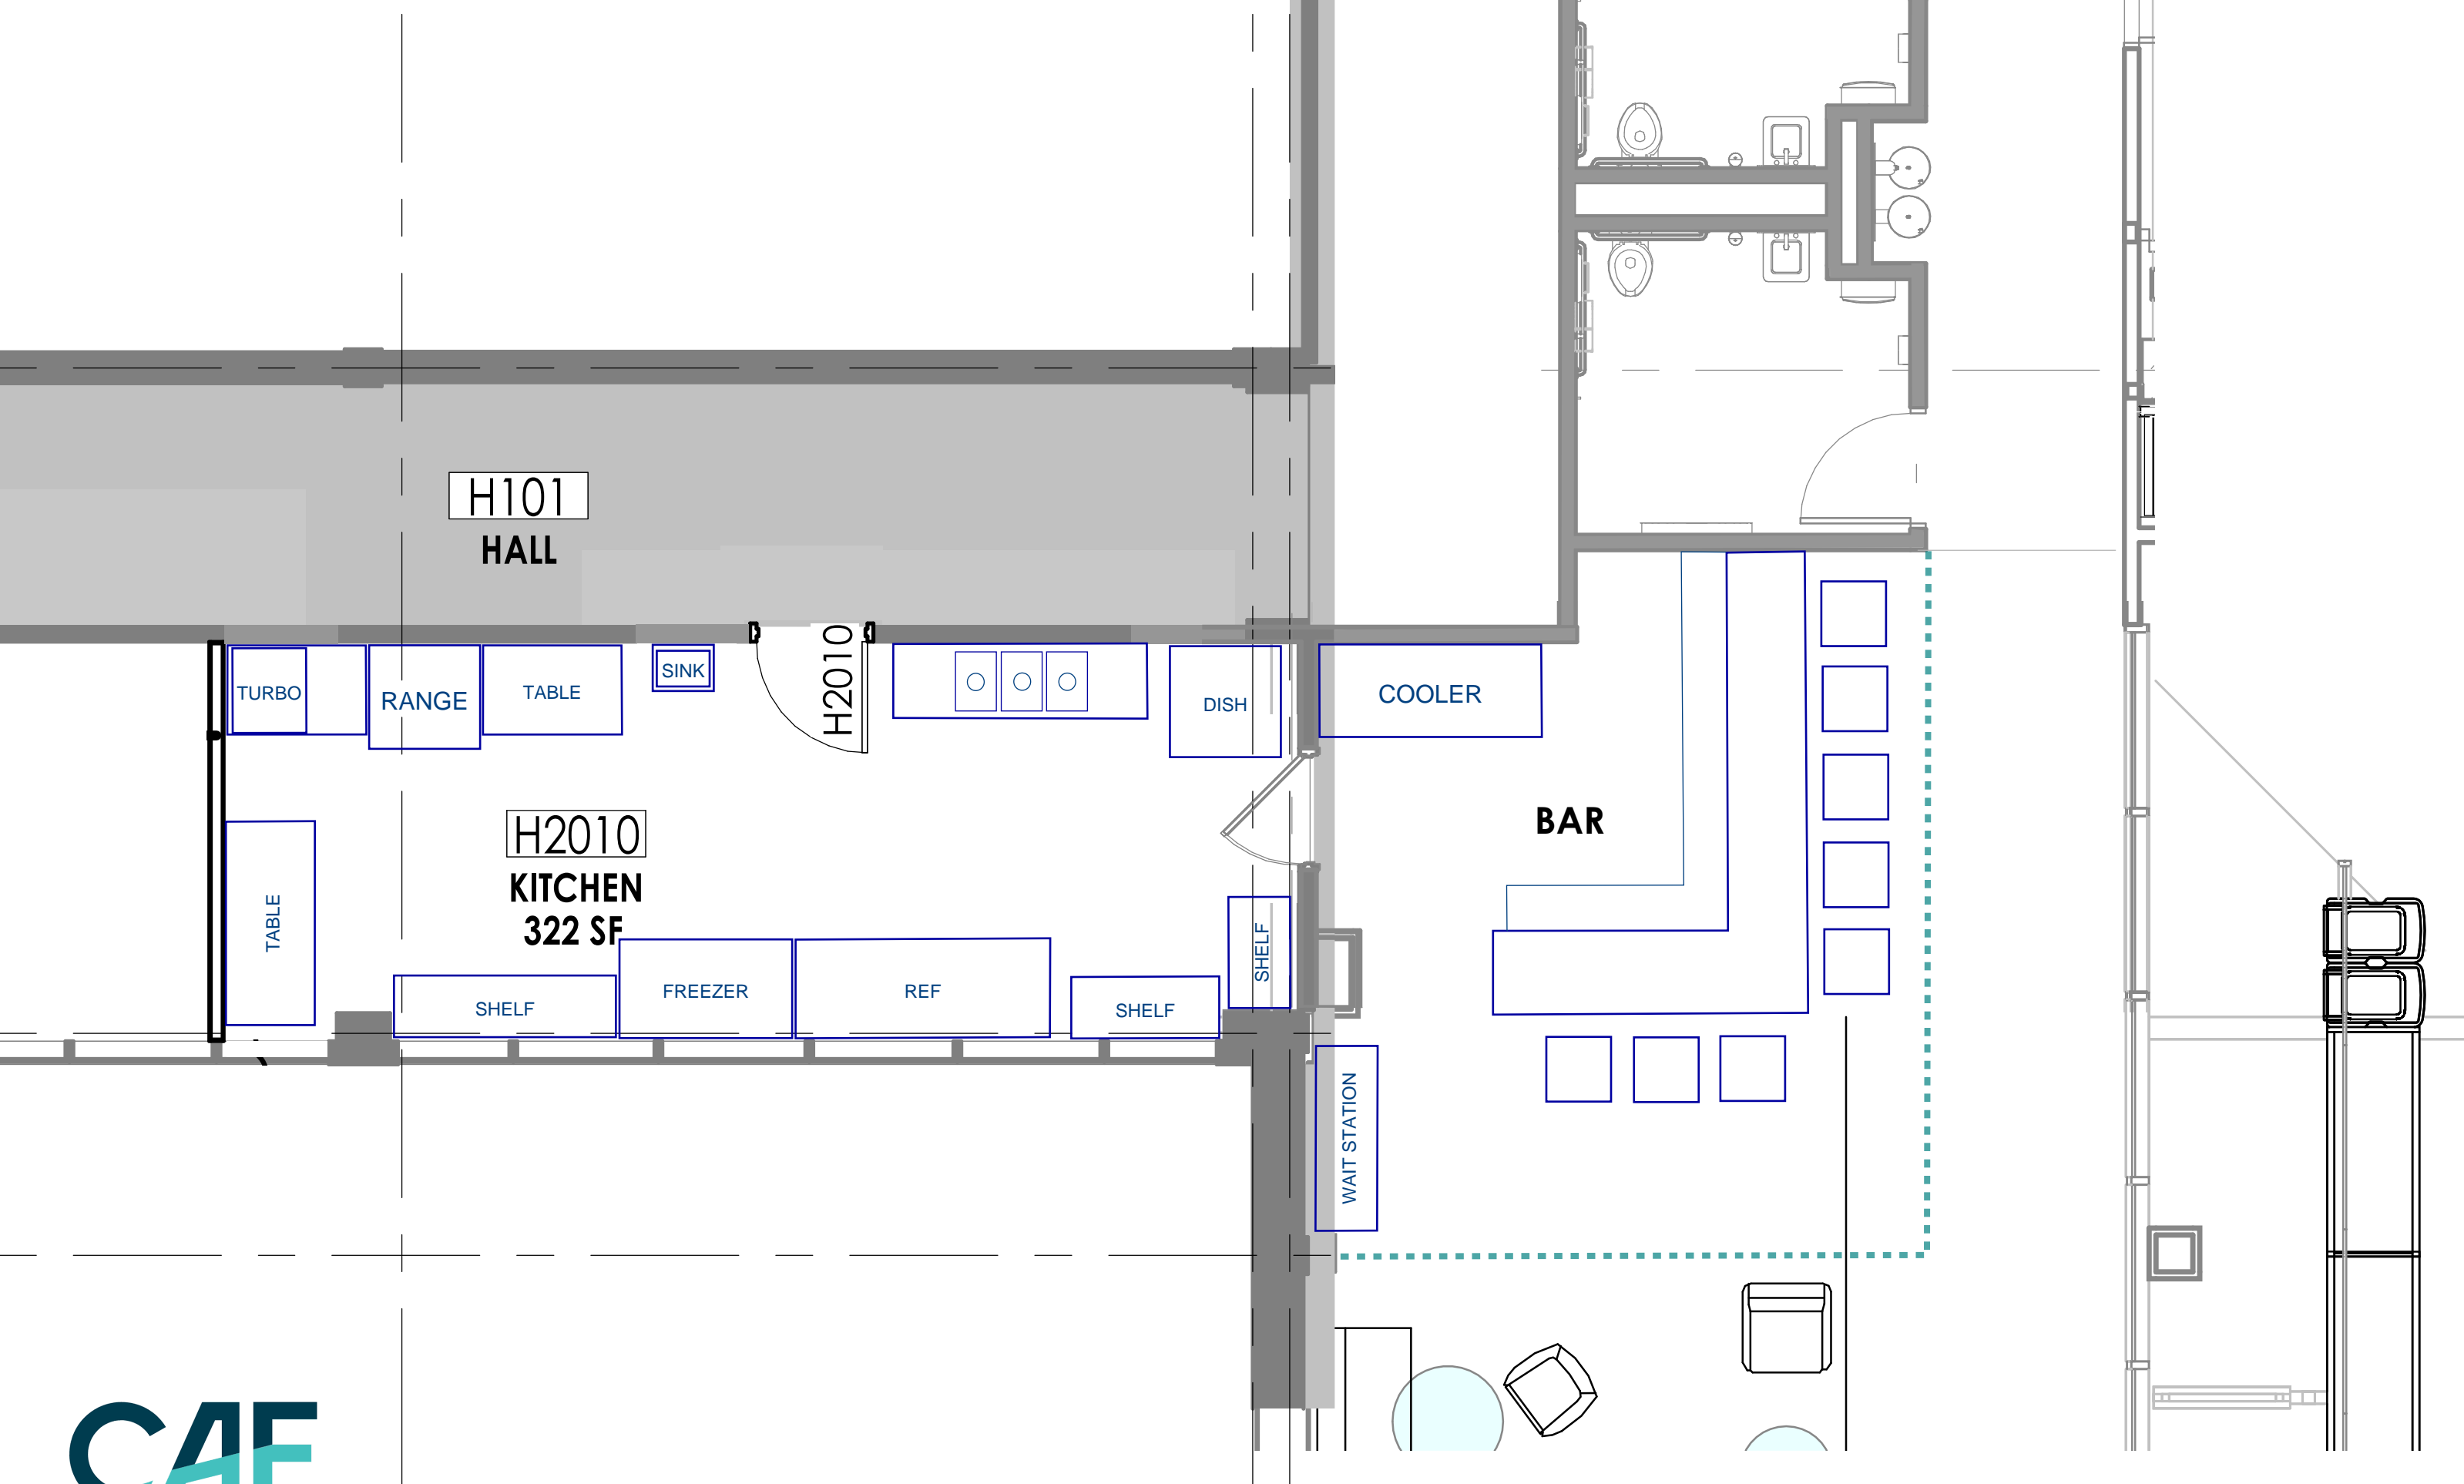 H101
HALL
TURBO
RANGE
TABLE
SINK
H2010
DISH
COOLER
H2010
KITCHEN
322 SF
BAR
TABLE
SHELF
FREEZER
REF
SHELF
SHELF
WAIT STATION